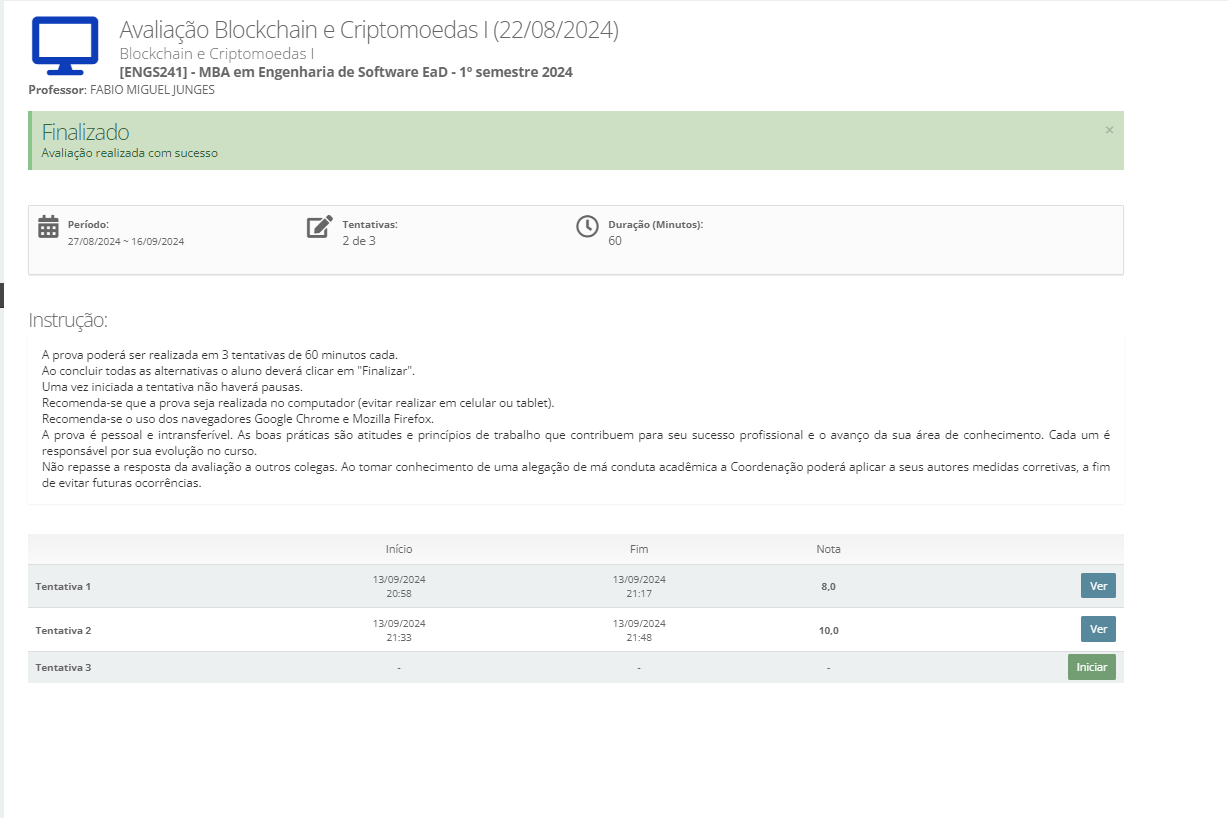 Avaliação Blockchain e Criptomoedas I (22/08/2024)
Blockchain e Criptomoedas I
[ENGS241] - MBA em Engenharia de Software EaD - 1º semestre 2024
Professor: FABIO MIGUEL JUNGES
Finalizado
×
Avaliação realizada com sucesso
Período:
27/08/2024 ~ 16/09/2024
Tentativas:
2 de 3
Duração (Minutos):
60
Instrução:
A prova poderá ser realizada em 3 tentativas de 60 minutos cada.
Ao concluir todas as alternativas o aluno deverá clicar em "Finalizar".
Uma vez iniciada a tentativa não haverá pausas.
Recomenda-se que a prova seja realizada no computador (evitar realizar em celular ou tablet).
Recomenda-se o uso dos navegadores Google Chrome e Mozilla Firefox.
A prova é pessoal e intransferível. As boas práticas são atitudes e princípios de trabalho que contribuem para seu sucesso profissional e o avanço da sua área de conhecimento. Cada um é
responsável por sua evolução no curso.
Não repasse a resposta da avaliação a outros colegas. Ao tomar conhecimento de uma alegação de má conduta acadêmica a Coordenação poderá aplicar a seus autores medidas corretivas, a fim
de evitar futuras ocorrências.
Início Fim Nota
Tentativa 1 13/09/2024 20:58 13/09/2024 21:17 8,0 Ver
Tentativa 2 13/09/2024 21:33 13/09/2024 21:48 10,0 Ver
Tentativa 3 - - - Iniciar